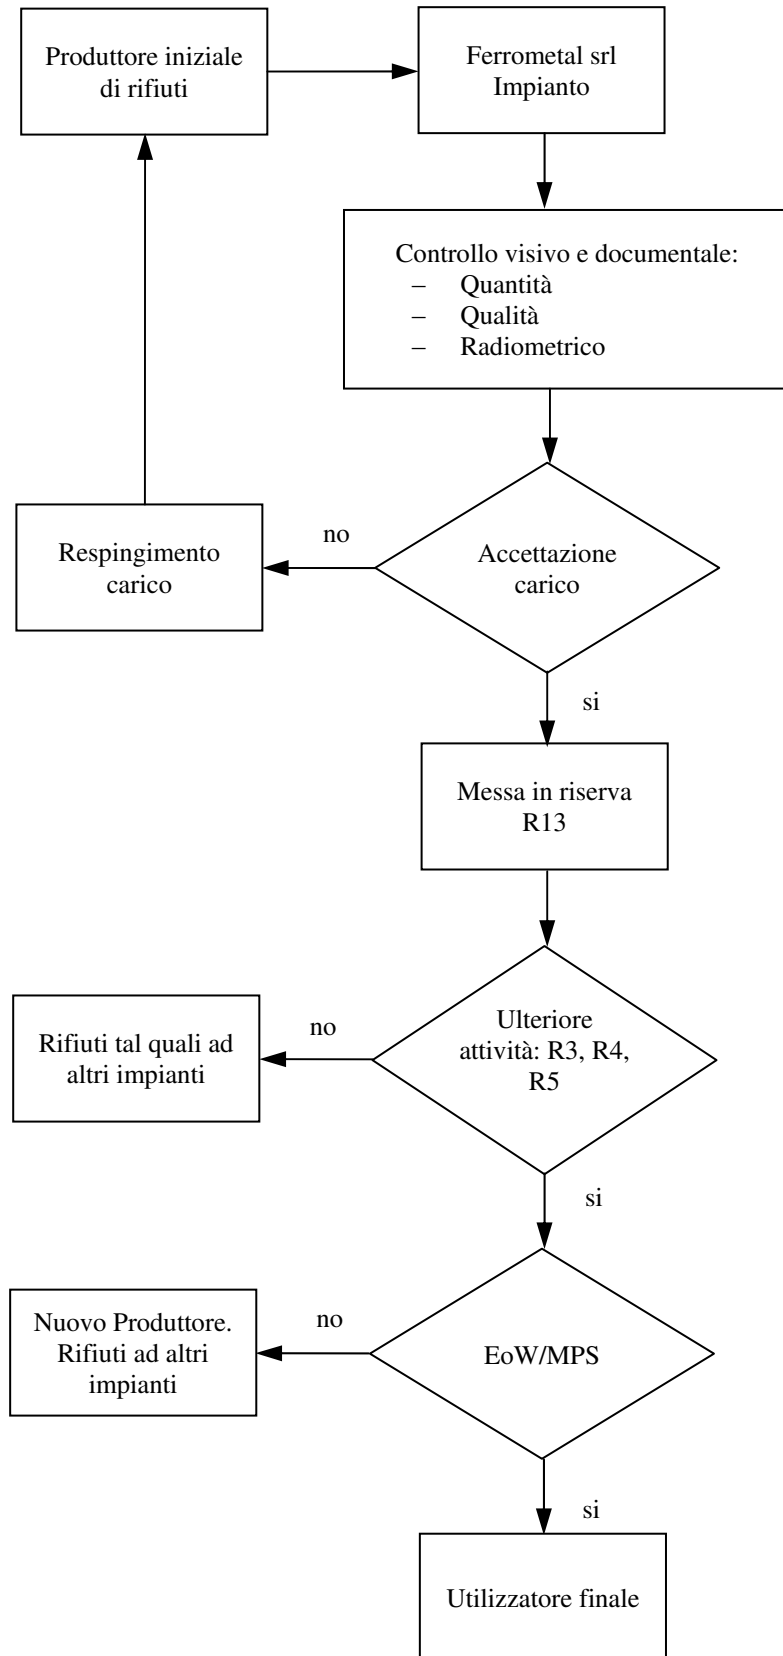 Produttore iniziale
di rifiuti
Ferrometal srl
Impianto
Controllo visivo e documentale:
– Quantità
– Qualità
– Radiometrico
Accettazione
carico
no
Respingimento
carico
si
Messa in riserva
R13
Ulteriore
attività: R3, R4,
R5
no
Rifiuti tal quali ad
altri impianti
si
EoW/MPS
no
Nuovo Produttore.
Rifiuti ad altri
impianti
si
Utilizzatore finale